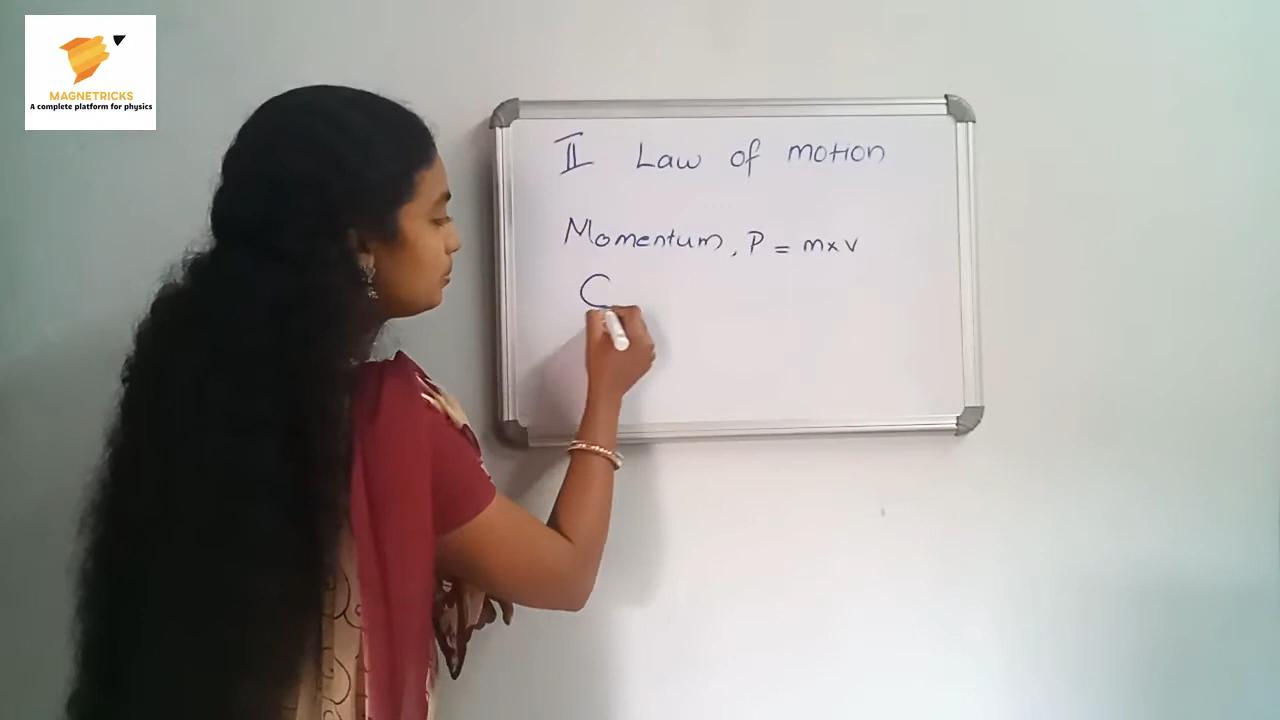 MAGNETRICKS
A complete platform for physics
II Law of motion
Momentum, P = m×v
C